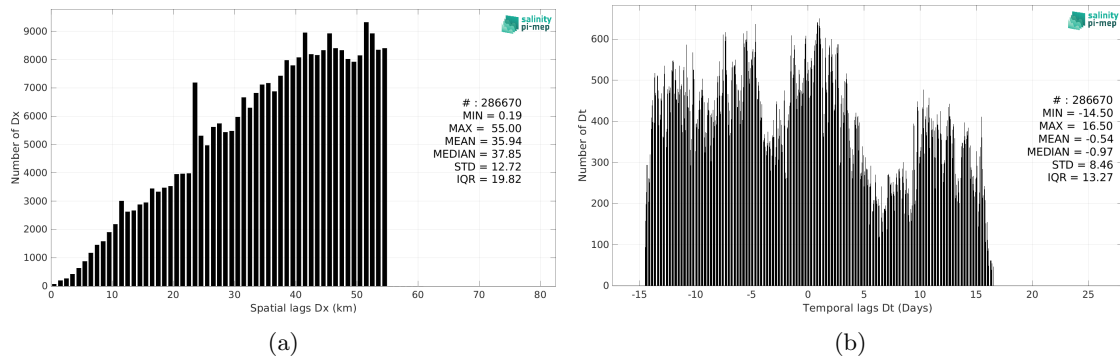 salinity
pi-mep
9000
8000
7000
6000
5000
4000
3000
2000
1000
0
Number of Dx
# : 286670
MIN = 0.19
MAX = 55.00
MEAN = 35.94
MEDIAN = 37.85
STD = 12.72
IQR = 19.82
0 10 20 30 40 50 60 70 80
Spatial lags Dx (km)
(a)
salinity
pi-mep
600
500
400
300
200
100
0
Number of Dt
# : 286670
MIN = -14.50
MAX = 16.50
MEAN = -0.54
MEDIAN = -0.97
STD = 8.46
IQR = 13.27
-15 -10 -5 0 5 10 15 20 25
Temporal lags Dt (Days)
(b)